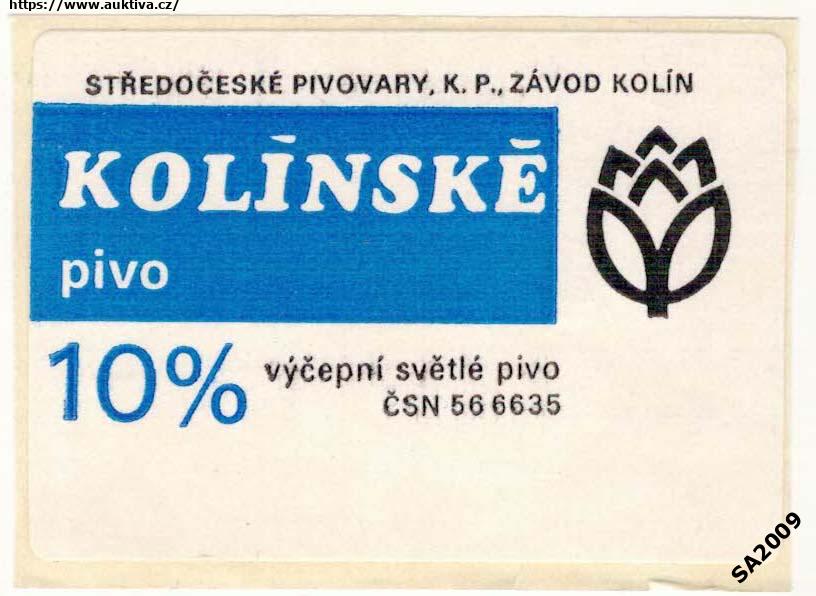 https://www.auktiva.cz/
STŘEDOČESKÉ PIVOVARY, K. P., ZÁVOD KOLÍN
KOLÍNSKÉ
pivo
10% výčepní světlé pivo
ČSN 56 6635
SA2009